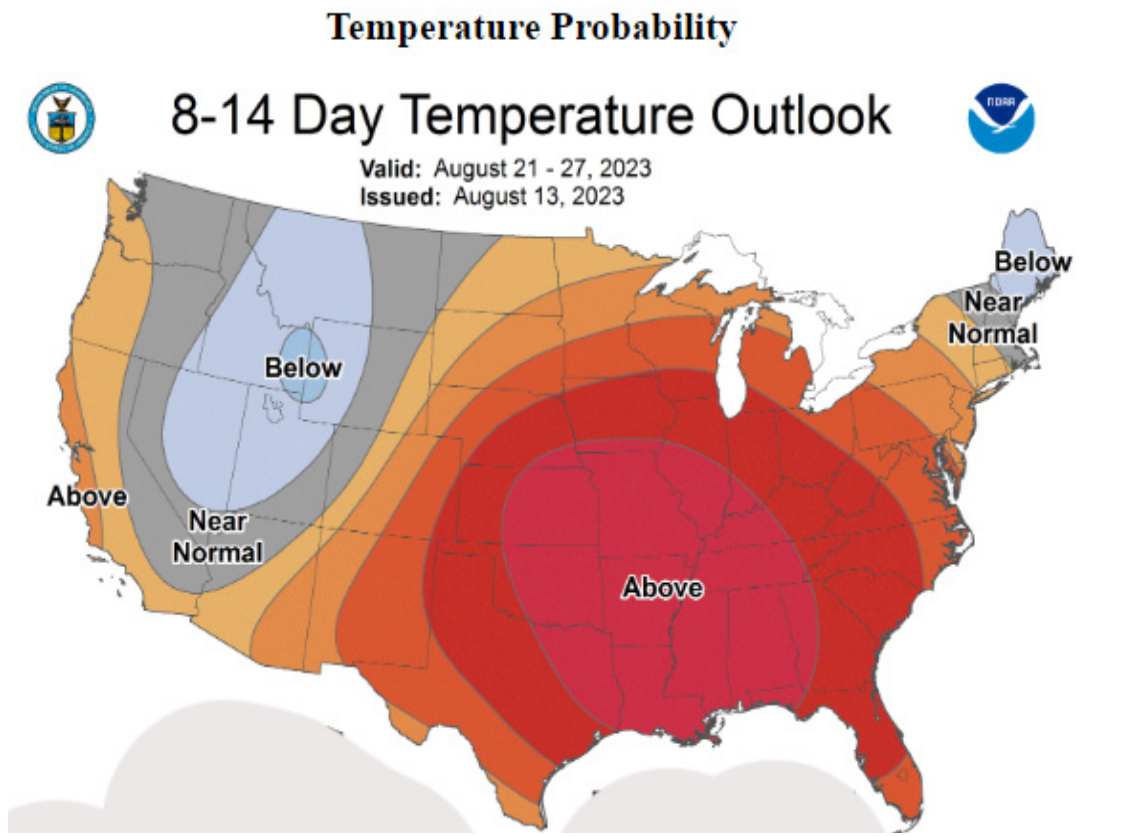 Temperature Probability
8-14 Day Temperature Outlook
NOAA
Valid: August 21 - 27, 2023
Issued: August 13, 2023
Below
Near
Normal
Below
Above
Near
Normal
Above